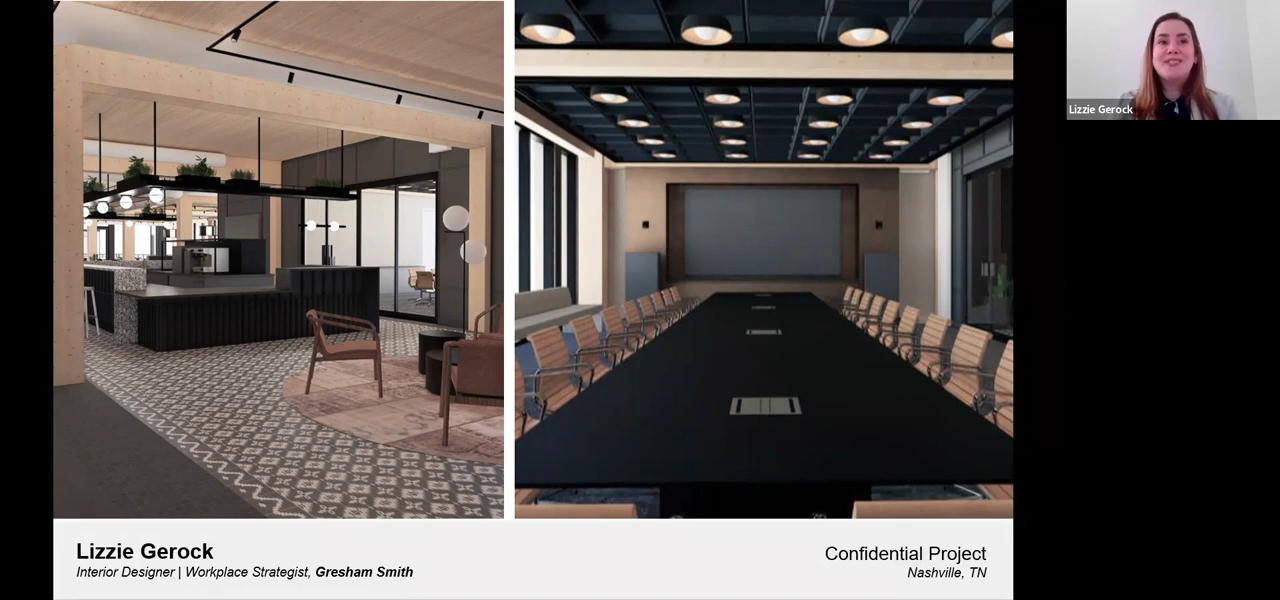 Lizzie Gerock
Lizzie Gerock
Interior Designer | Workplace Strategist, Gresham Smith
Confidential Project
Nashville, TN